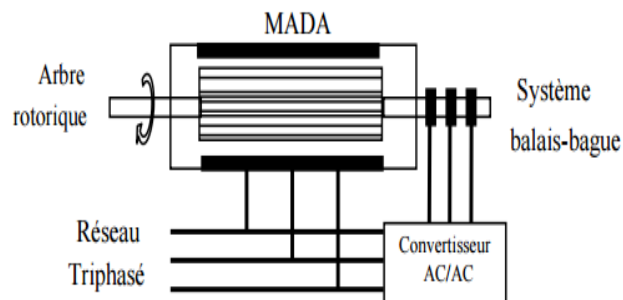 MADA
Arbre
rotorique
Système
balais-bague
Réseau
Triphasé
Convertisseur
AC/AC